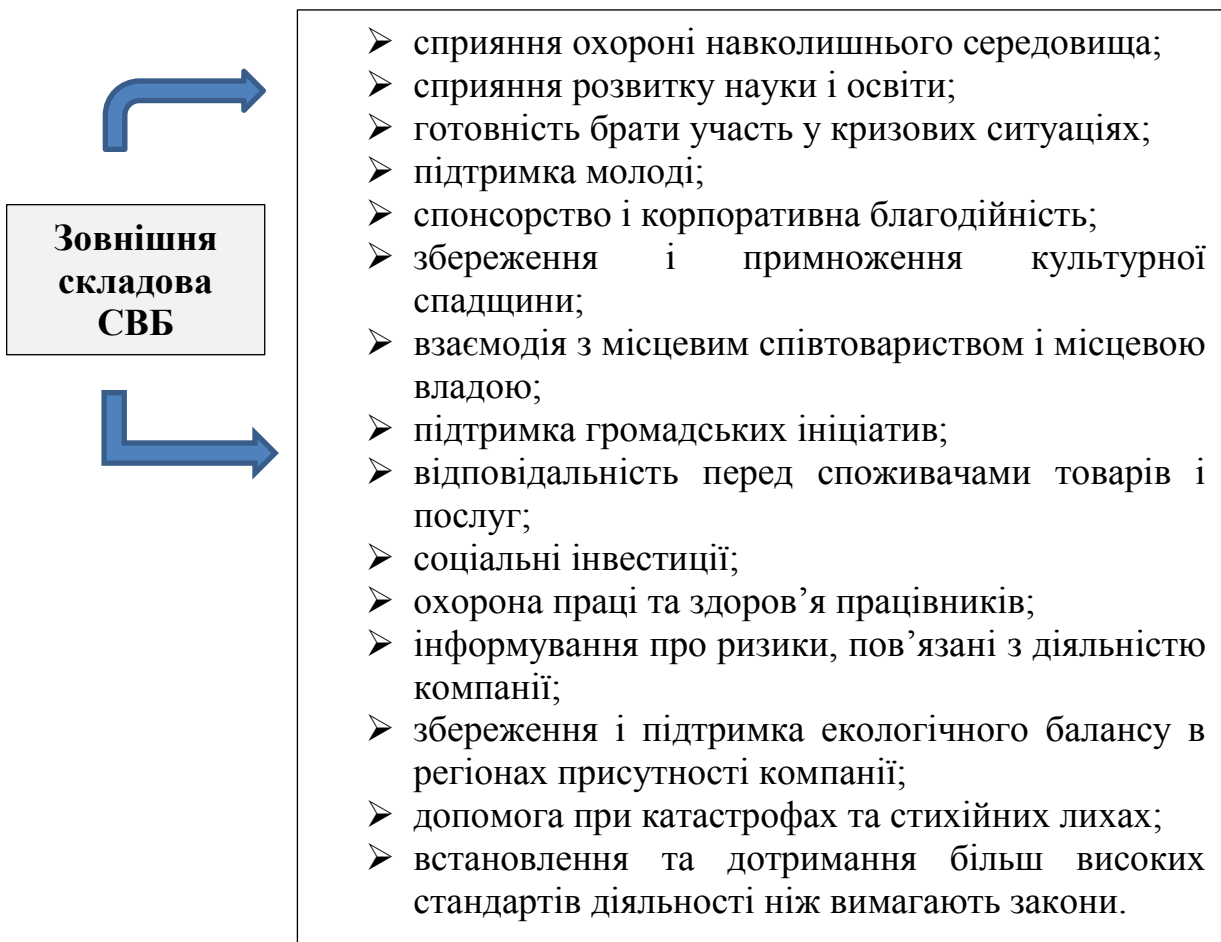 Зовнішня
складова
СВБ
➢ сприяння охороні навколишнього середовища;
➢ сприяння розвитку науки і освіти;
➢ готовність брати участь у кризових ситуаціях;
➢ підтримка молоді;
➢ спонсорство і корпоративна благодійність;
➢ збереження і примноження культурної
спадщини;
➢ взаємодія з місцевим співтовариством і місцевою
владою;
➢ підтримка громадських ініціатив;
➢ відповідальність перед споживачами товарів і
послуг;
➢ соціальні інвестиції;
➢ охорона праці та здоров’я працівників;
➢ інформування про ризики, пов’язані з діяльністю
компанії;
➢ збереження і підтримка екологічного балансу в
регіонах присутності компанії;
➢ допомога при катастрофах та стихійних лихах;
➢ встановлення та дотримання більш високих
стандартів діяльності ніж вимагають закони.